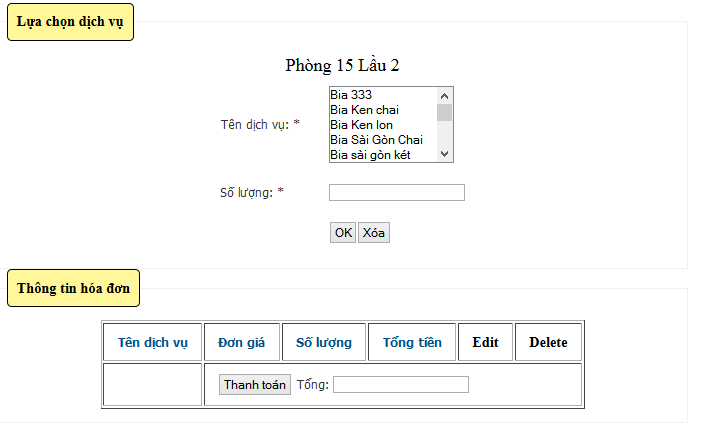 Lựa chọn dịch vụ
Phòng 15 Lầu 2
Tên dịch vụ: *
Bia 333
Bia Ken chai
Bia Ken lon
Bia Sài Gòn Chai
Bia sài gòn két
Số lượng: *
OK Xóa
Thông tin hóa đơn
Tên dịch vụ Đơn giá Số lượng Tổng tiền Edit Delete
Thanh toán Tổng: